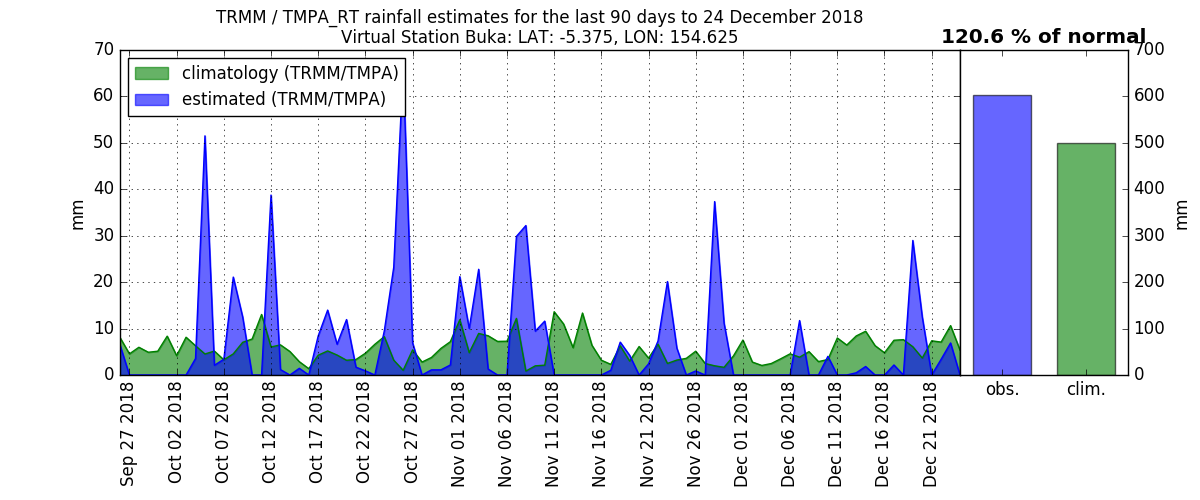 TRMM / TMPA_RT rainfall estimates for the last 90 days to 24 December 2018
Virtual Station Buka: LAT: -5.375, LON: 154.625
120.6 % of normal
climatology (TRMM/TMPA)
estimated (TRMM/TMPA)
70
60
50
40
30
20
10
0
mm
Sep 27 2018
Oct 02 2018
Oct 07 2018
Oct 12 2018
Oct 17 2018
Oct 22 2018
Oct 27 2018
Nov 01 2018
Nov 06 2018
Nov 11 2018
Nov 16 2018
Nov 21 2018
Nov 26 2018
Dec 01 2018
Dec 06 2018
Dec 11 2018
Dec 16 2018
Dec 21 2018
obs.
clim.
700
600
500
400
300
200
100
0
mm